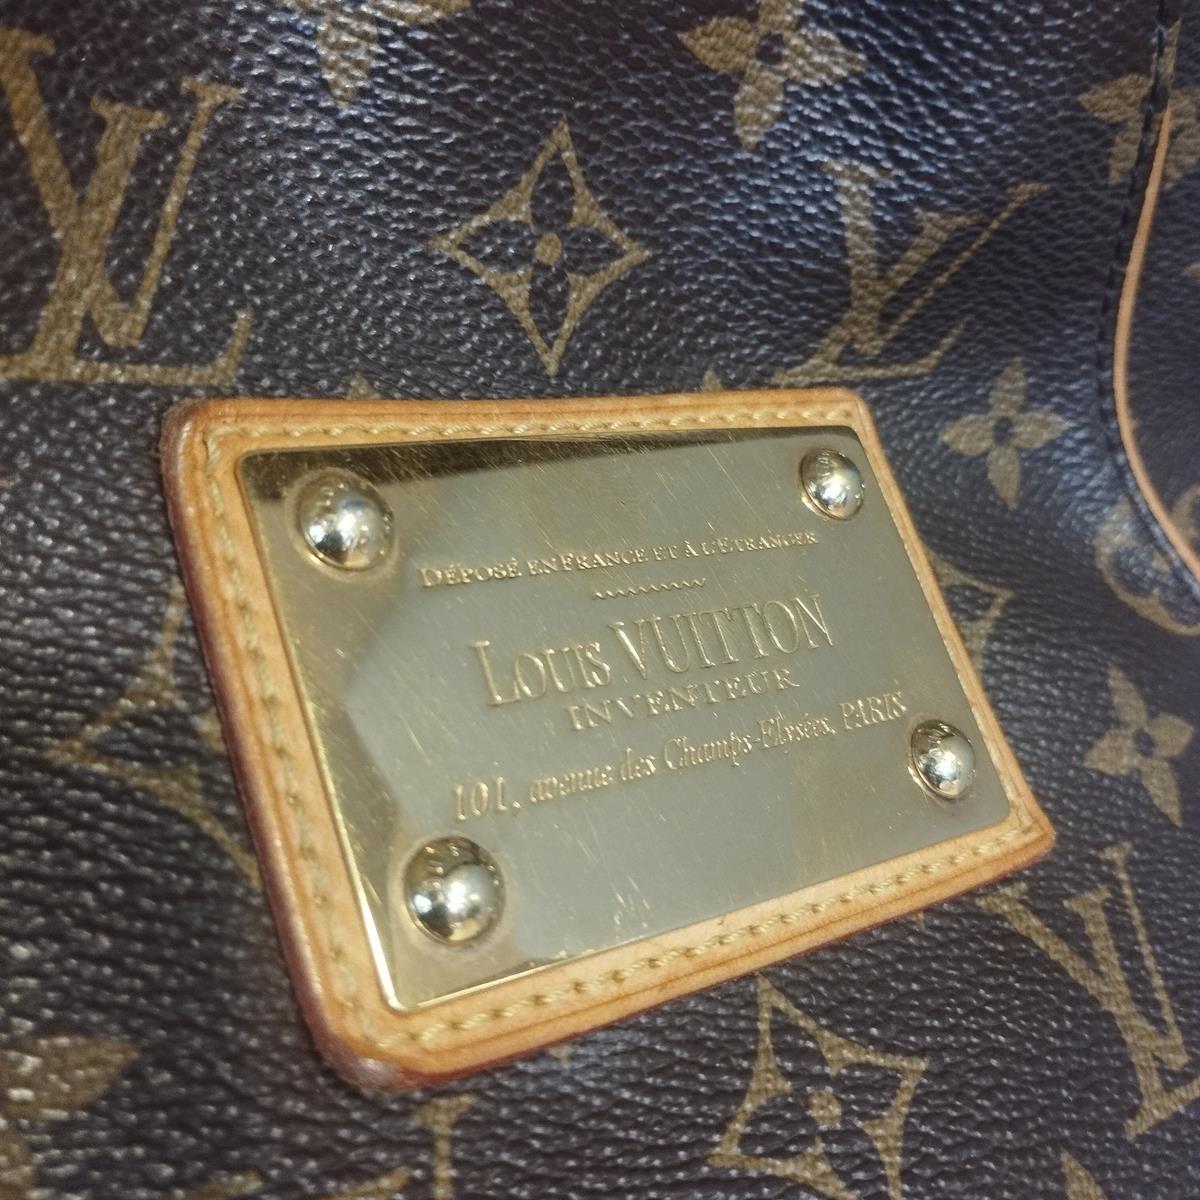 DÉPOSÉ EN FRANCE ET À L'ÉTRANGER
LOUIS VUITTON
INVENTEUR
101, avenue des Champs-Elysées, PARIS